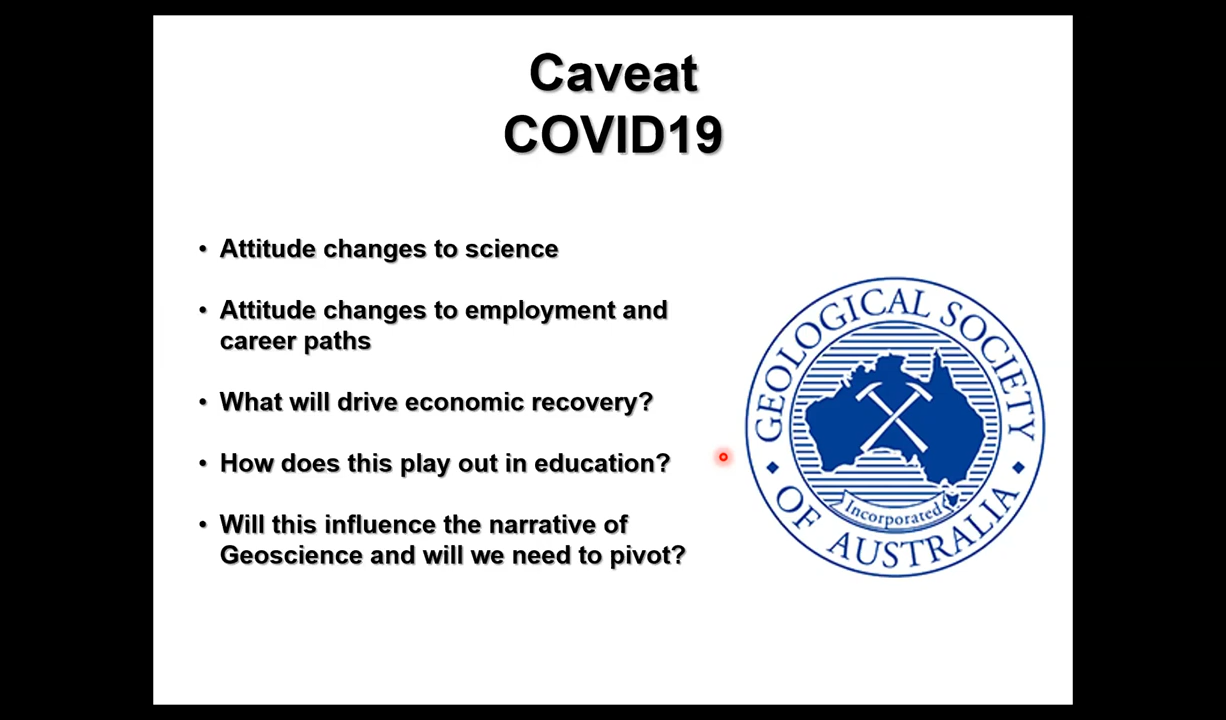 Caveat
COVID19
• Attitude changes to science
• Attitude changes to employment and
career paths
• What will drive economic recovery?
• How does this play out in education?
• Will this influence the narrative of
Geoscience and will we need to pivot?
GEOLOGICAL SOCIETY
OF AUSTRALIA
Incorporated